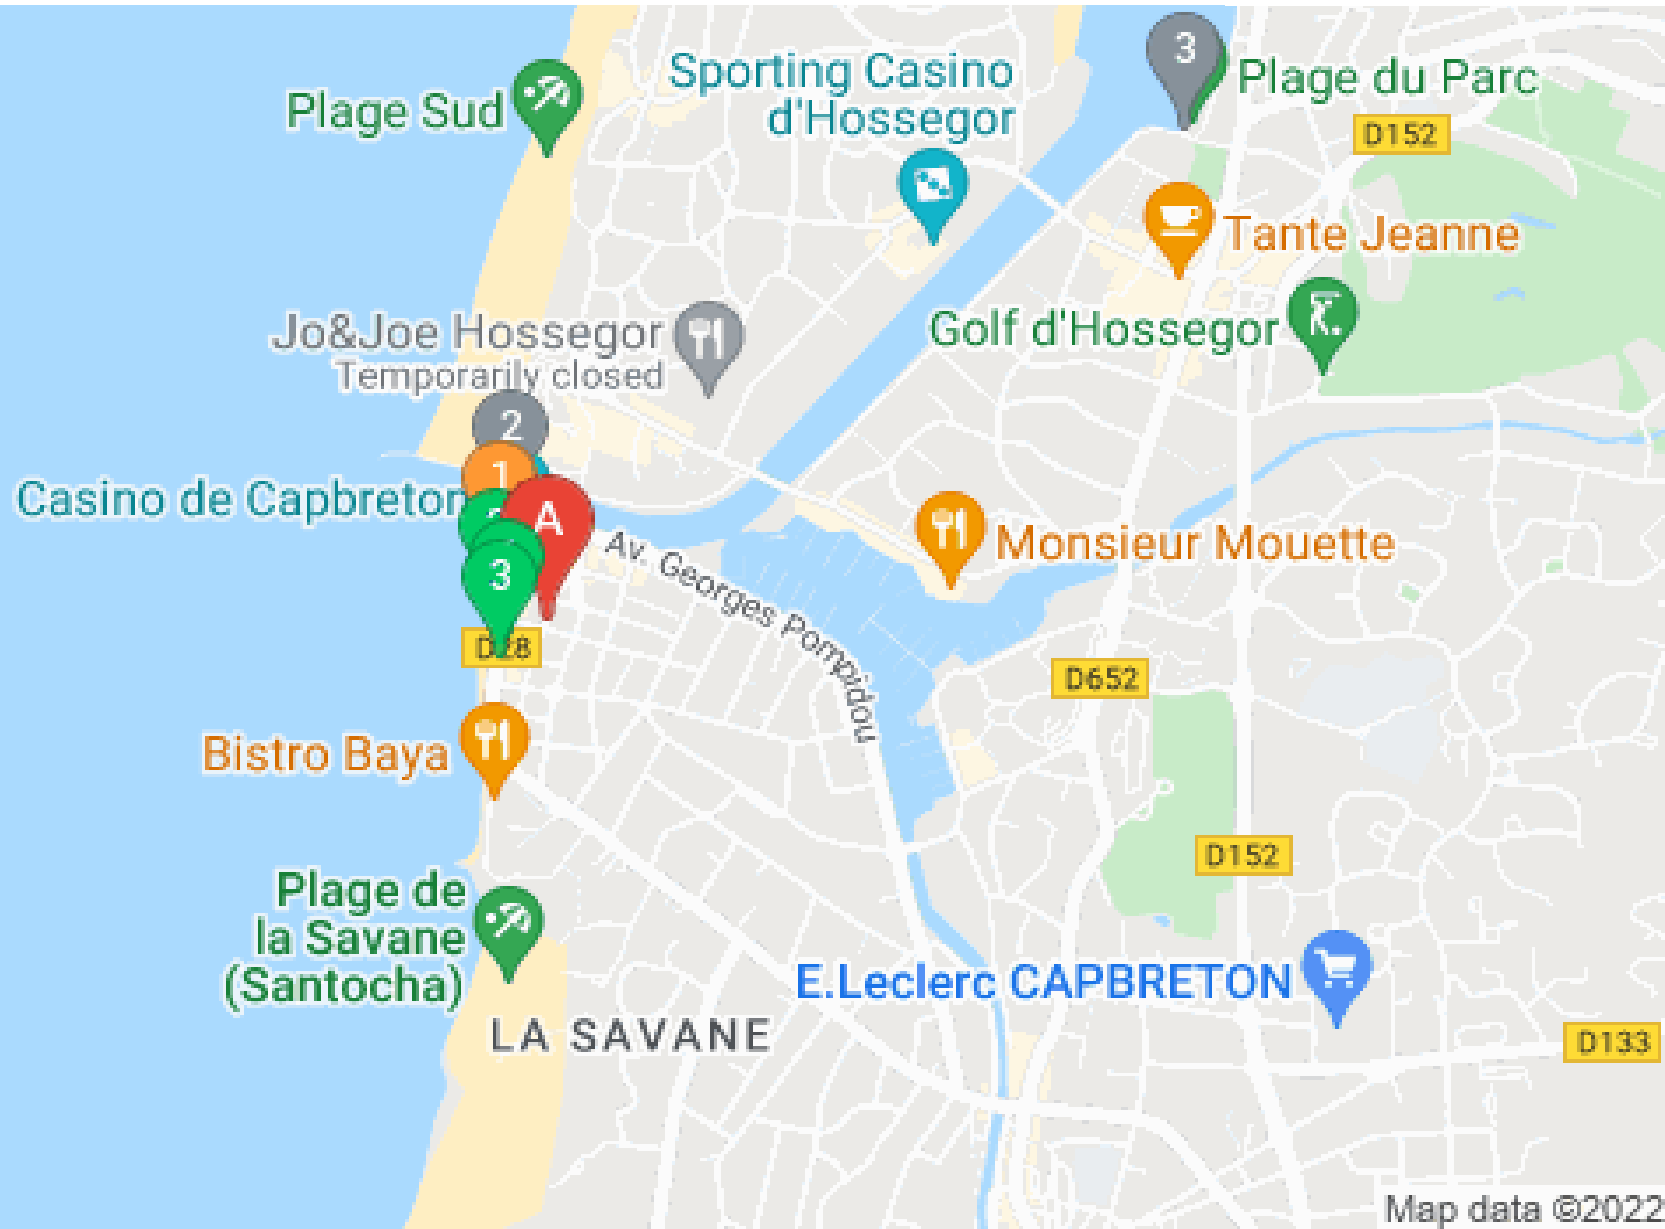 3
Plage du Parc
Sporting Casino
d'Hossegor
Plage Sud
D152
Tante Jeanne
Golf d'Hossegor
Jo&Joe Hossegor
Temporarily closed
2
1
Casino de Capbreton
A
Av. Georges Pompidou
Monsieur Mouette
3
D28
D652
Bistro Baya
D152
Plage de
la Savane
(Santocha)
E.Leclerc CAPBRETON
LA SAVANE
D133
Map data ©2022